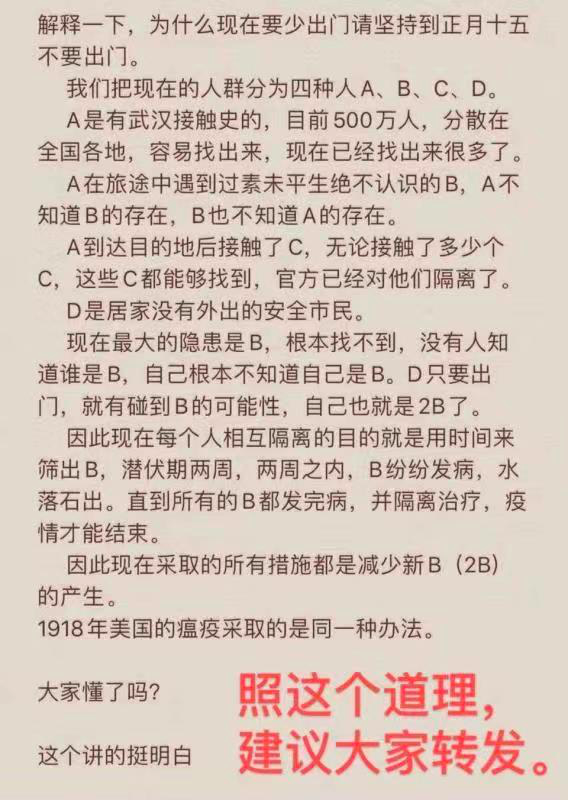 解释一下，为什么现在要少出门请坚持到正月十五
不要出门。
我们把现在的人群分为四种人A、B、C、D。
A是有武汉接触史的，目前500万人，分散在
全国各地，容易找出来，现在已经找出来很多了。
A在旅途中遇到过素未平生绝不认识的B，A不
知道B的存在，B也不知道A的存在。
A到达目的地后接触了C，无论接触了多少个
C，这些C都能够找到，官方已经对他们隔离了。
D是居家没有外出的安全市民。
现在最大的隐患是B，根本找不到，没有人知
道谁是B，自己根本不知道自己是B。D只要出
门，就有碰到B的可能性，自己也就是2B了。
因此现在每个人相互隔离的目的就是用时间来
筛出B，潜伏期两周，两周之内，B纷纷发病，水
落石出。直到所有的B都发完病，并隔离治疗，疫
情才能结束。
因此现在采取的所有措施都是减少新B（2B）
的产生。
1918年美国的瘟疫采取的是同一种办法。
大家懂了吗？
这个讲的挺明白
照这个道理，
建议大家转发。